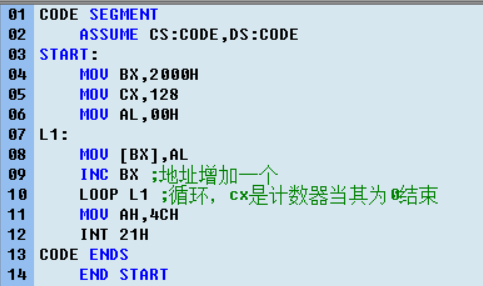 01 CODE SEGMENT
02 ASSUME CS:CODE,DS:CODE
03 START:
04 MOV BX,2000H
05 MOV CX,128
06 MOV AL,00H
07 L1:
08 MOV [BX],AL
09 INC BX ;地址增加一个
10 LOOP L1 ;循环，cx是计数器当其为0结束
11 MOV AH,4CH
12 INT 21H
13 CODE ENDS
14 END START